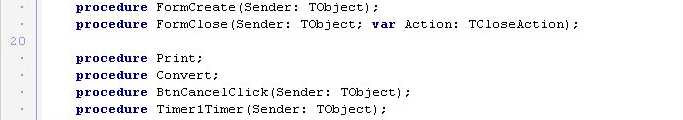 procedure FormCreate(Sender: TObject);
procedure FormClose(Sender: TObject; var Action: TCloseAction);
20
procedure Print;
procedure Convert;
procedure BtnCancelClick(Sender: TObject);
procedure Timer1Timer(Sender: TObject);